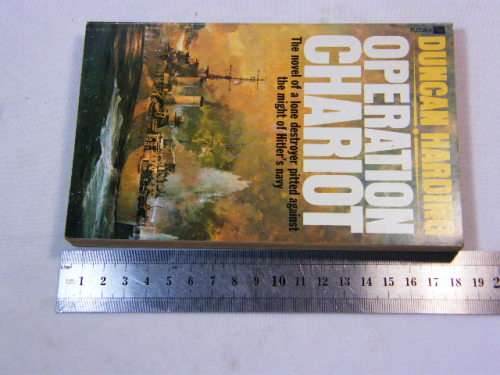 FUTURA
DUNCAN HARDING
OPERATION
CHARIOT
The novel of a lone destroyer pitted against
the might of Hitler's navy
1 2 3 4 5 6 7 8 9 10 11 12 13 14 15 16 17 18 19 2